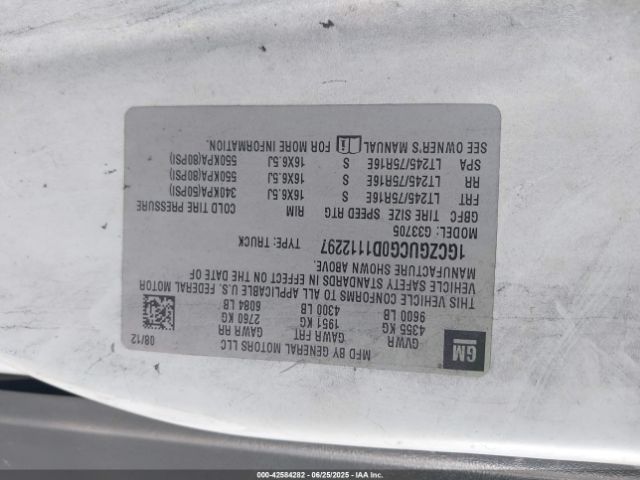 GM
MFD BY GENERAL MOTORS LLC 08/12
GVWR GAWR FRT GAWR RR
4355 KG 1951 KG 2760 KG
9600 LB 4300 LB 6084 LB
THIS VEHICLE CONFORMS TO ALL APPLICABLE U.S. FEDERAL MOTOR
VEHICLE SAFETY STANDARDS IN EFFECT ON THE DATE OF
MANUFACTURE SHOWN ABOVE.
1GCZGUCG0D1112297 TYPE: TRUCK
MODEL: G33705
GBFC TIRE SIZE SPEED RTG RIM COLD TIRE PRESSURE
FRT LT245/75R16E S 16X6.5J 340KPA(50PSI)
RR LT245/75R16E S 16X6.5J 550KPA(80PSI)
SPA LT245/75R16E S 16X6.5J 550KPA(80PSI)
SEE OWNER'S MANUAL FOR MORE INFORMATION.
000-42584282 - 06/25/2025 - IAA Inc.